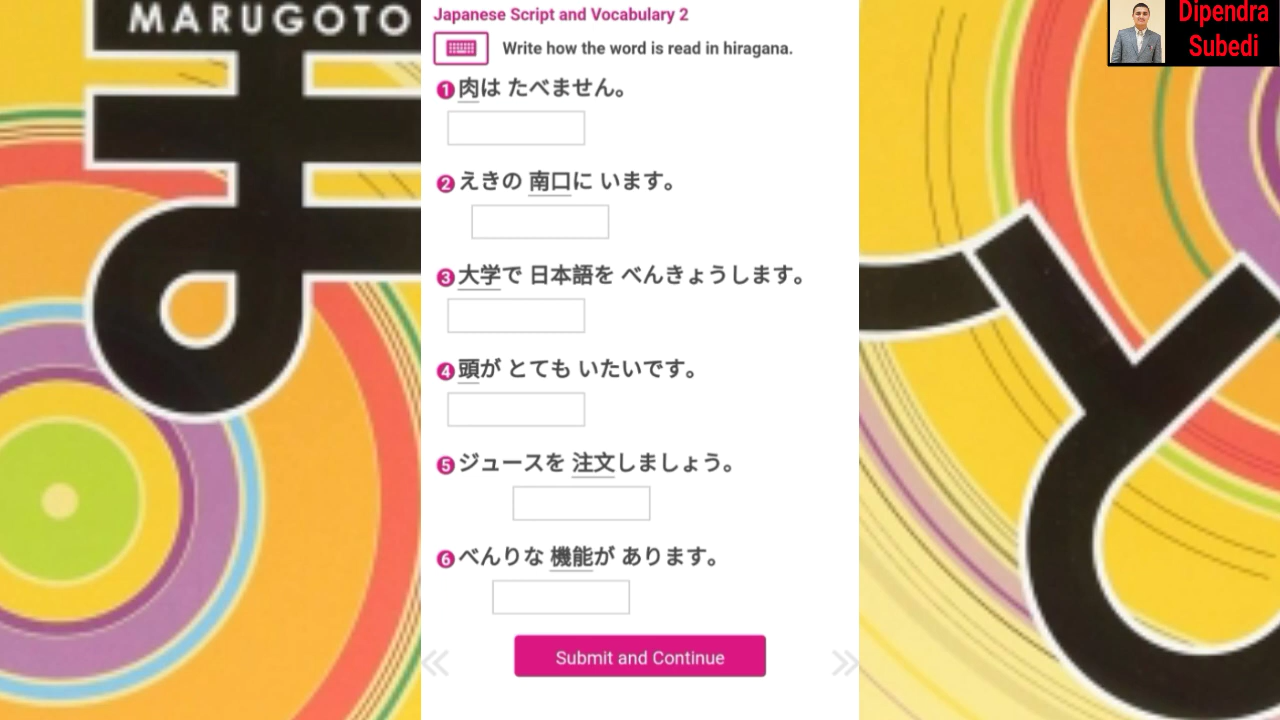 MARUGOTO
ま
と
Dipendra
Subedi
Japanese Script and Vocabulary 2
Write how the word is read in hiragana.
1 肉は たべません。
2 えきの 南口に います。
3 大学で 日本語を べんきょうします。
4 頭が とても いたいです。
5 ジュースを 注文しましょう。
6 べんりな 機能が あります。
Submit and Continue